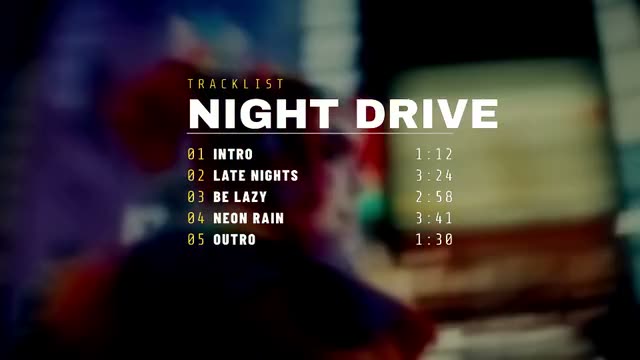 TRACKLIST
NIGHT DRIVE
01 INTRO 1:12
02 LATE NIGHTS 3:24
03 BE LAZY 2:58
04 NEON RAIN 3:41
05 OUTRO 1:30